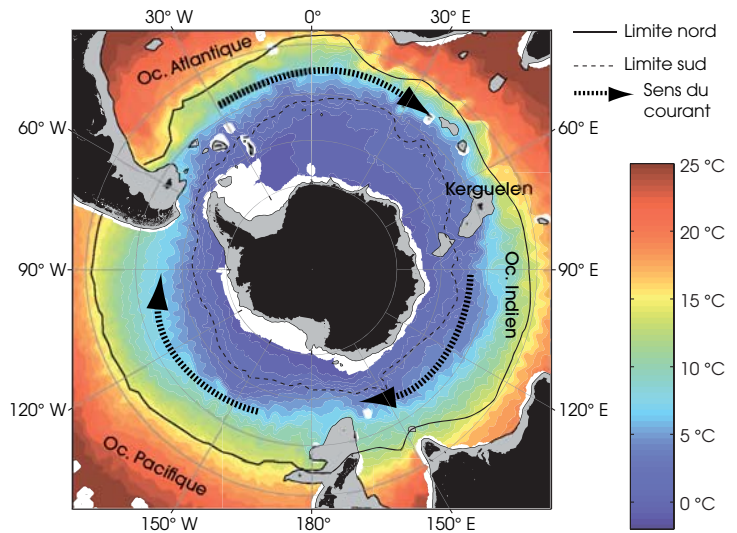 30° W
0°
30° E
Limite nord
Limite sud
Sens du
courant
Oc. Atlantique
60° W
60° E
Kerguelen
25 °C
20 °C
Oc. Indien
90° W
90° E
15 °C
10 °C
120° W
120° E
5 °C
Oc. Pacifique
0 °C
150° W
180°
150° E